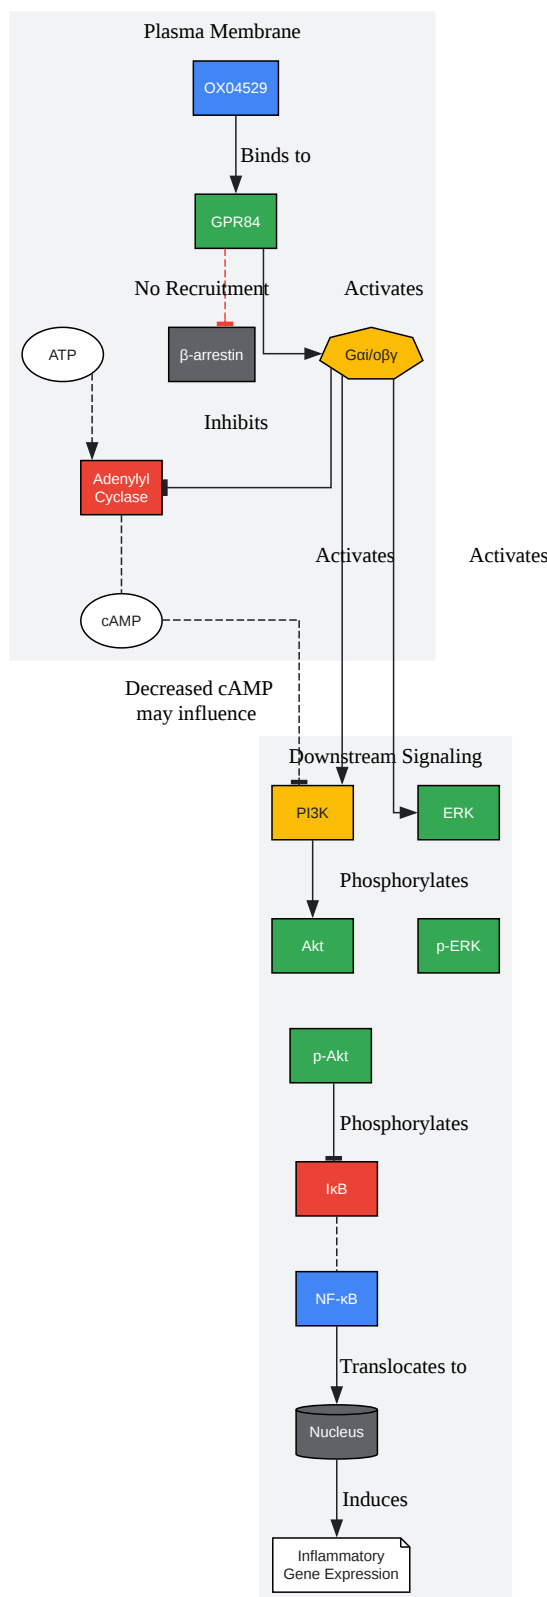 Plasma Membrane
OX04529
Binds to
GPR84
No Recruitment
Activates
ATP
β-arrestin
Gαi/oβγ
Inhibits
Adenylyl
Cyclase
Activates
Activates
cAMP
Decreased cAMP
may influence
Downstream Signaling
PI3K
ERK
Phosphorylates
Akt
p-ERK
p-Akt
Phosphorylates
IκB
NF-κB
Translocates to
Nucleus
Induces
Inflammatory
Gene Expression